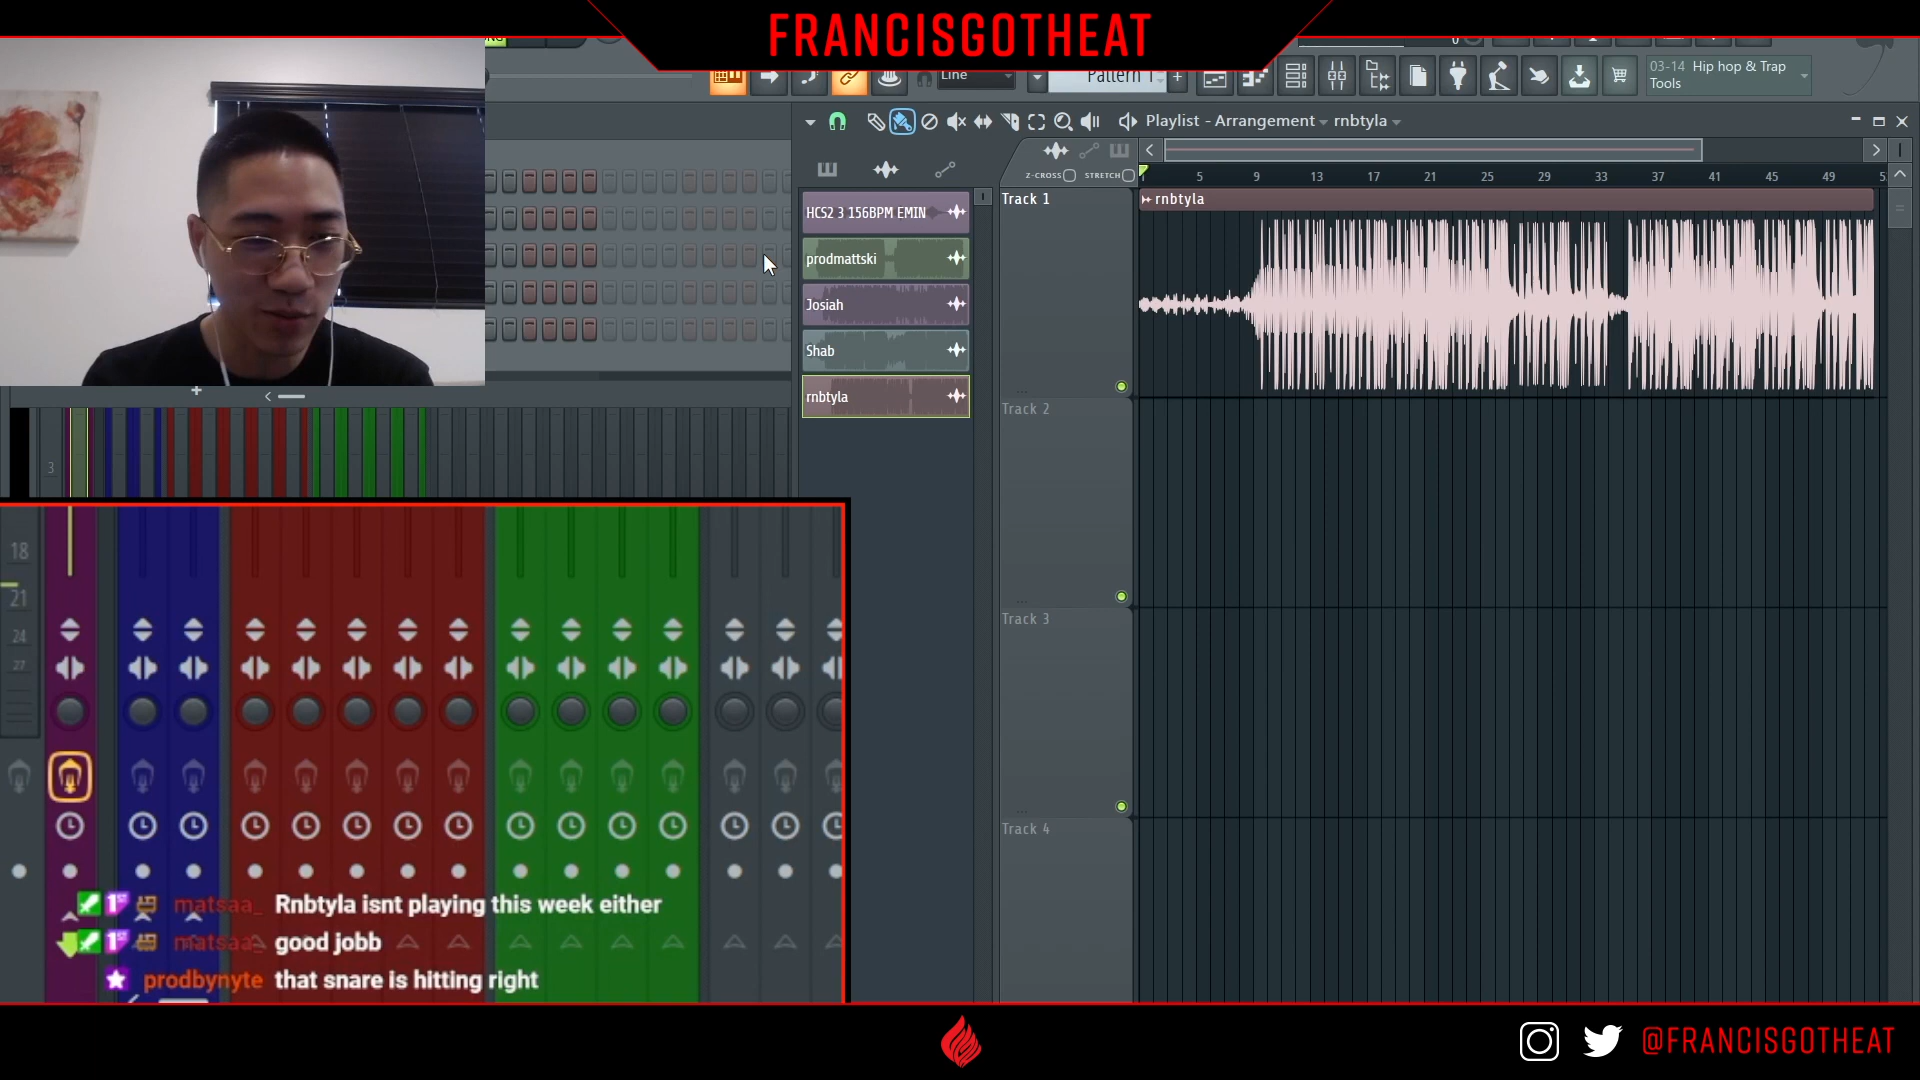 FRANCISGOTHEAT
Line
Pattern 1
+
03-14 Hip hop & Trap
Tools
Playlist - Arrangement rnbtyla
Z-CROSS STRETCH
5 9 13 17 21 25 29 33 37 41 45 49
rnbtyla
HCS2 3 156BPM EMIN
prodmattski
Josiah
Shab
rnbtyla
Track 1
Track 2
Track 3
Track 4
3
18
21
24
27
matsaa_ Rnbtyla isnt playing this week either
matsaa_ good jobb
prodbynyte that snare is hitting right
@FRANCISGOTHEAT